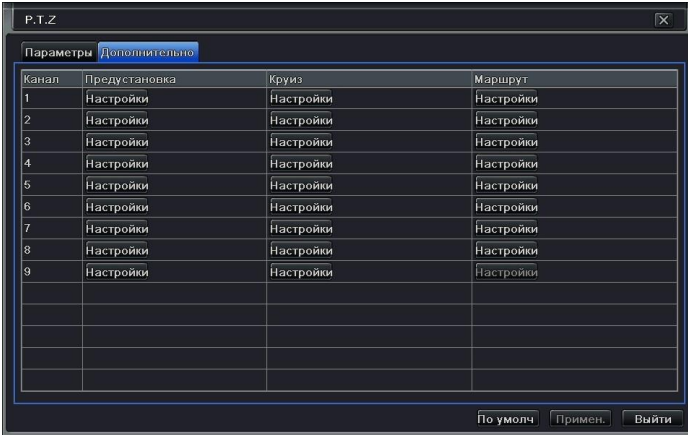 P.T.Z
Параметры Дополнительно
Канал Предустановка Круиз Маршрут
1 Настройки Настройки Настройки
2 Настройки Настройки Настройки
3 Настройки Настройки Настройки
4 Настройки Настройки Настройки
5 Настройки Настройки Настройки
6 Настройки Настройки Настройки
7 Настройки Настройки Настройки
8 Настройки Настройки Настройки
9 Настройки Настройки Настройки
По умолч Примен. Выйти